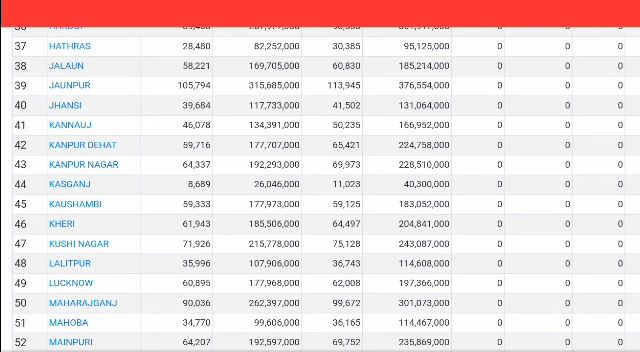 37 HATHRAS 28,480 82,252,000 30,385 95,125,000 0 0 0
38 JALAUN 58,221 169,705,000 60,830 185,214,000 0 0 0
39 JAUNPUR 105,794 315,685,000 113,945 376,554,000 0 0 0
40 JHANSI 39,684 117,733,000 41,502 131,064,000 0 0 0
41 KANNAUJ 46,078 134,391,000 50,235 166,952,000 0 0 0
42 KANPUR DEHAT 59,716 177,707,000 65,421 224,758,000 0 0 0
43 KANPUR NAGAR 64,337 192,293,000 69,973 228,510,000 0 0 0
44 KASGANJ 8,689 26,046,000 11,023 40,300,000 0 0 0
45 KAUSHAMBI 59,333 177,973,000 59,125 183,052,000 0 0 0
46 KHERI 61,943 185,506,000 64,497 204,841,000 0 0 0
47 KUSHI NAGAR 71,926 215,778,000 75,128 243,087,000 0 0 0
48 LALITPUR 35,996 107,906,000 36,743 114,608,000 0 0 0
49 LUCKNOW 60,895 177,968,000 62,008 197,366,000 0 0 0
50 MAHARAJGANJ 90,036 262,397,000 99,672 301,073,000 0 0 0
51 MAHOBA 34,770 99,606,000 36,165 114,467,000 0 0 0
52 MAINPURI 64,207 192,597,000 69,752 235,869,000 0 0 0